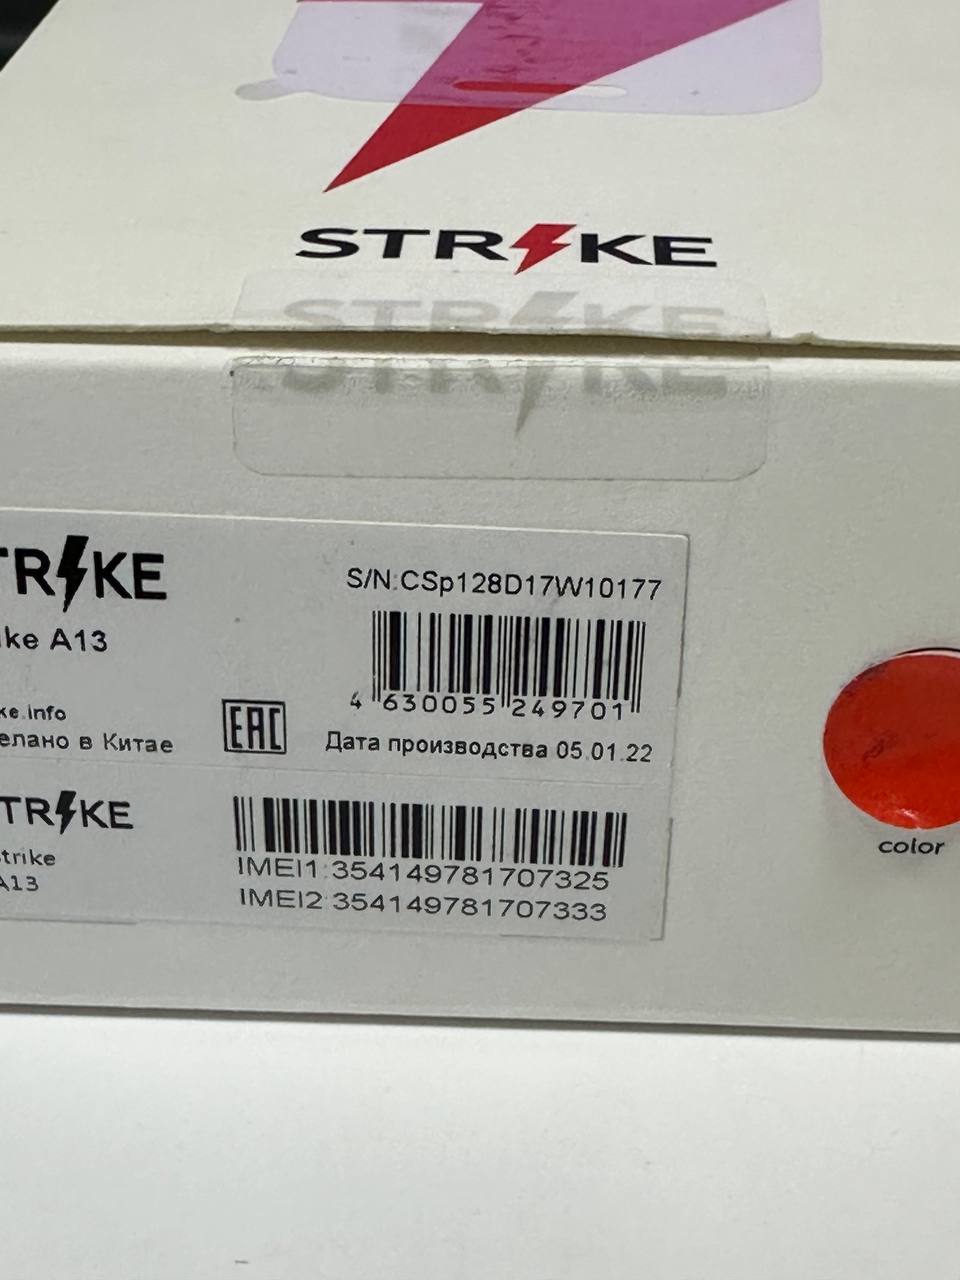 STRIKE
STRIKE
STRIKE
TRIKE
ike A13
S/N:CSp128D17W10177
4 630055 249701
ke.info
елано в Китае
EAC
Дата производства 05.01.22
TRIKE
trike
A13
IMEI1:354149781707325
IMEI2:354149781707333
color